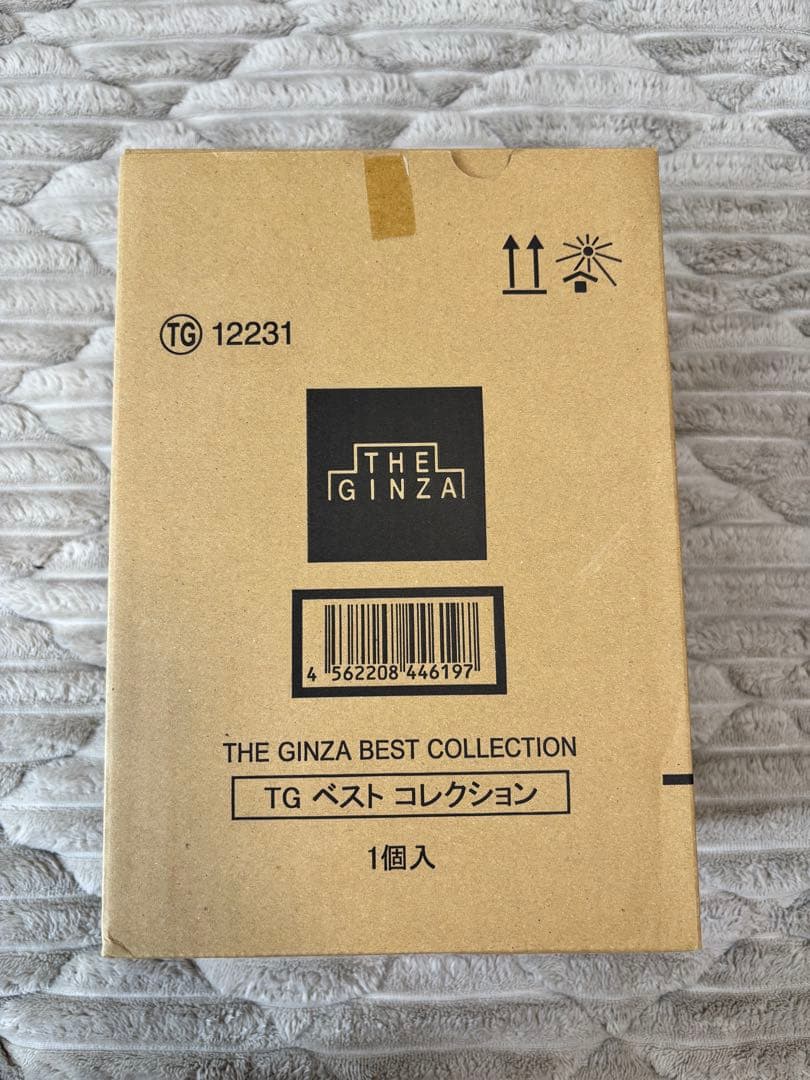 TG 12231
THE
GINZA
4 562208 446197
THE GINZA BEST COLLECTION
TG ベスト コレクション
1個入